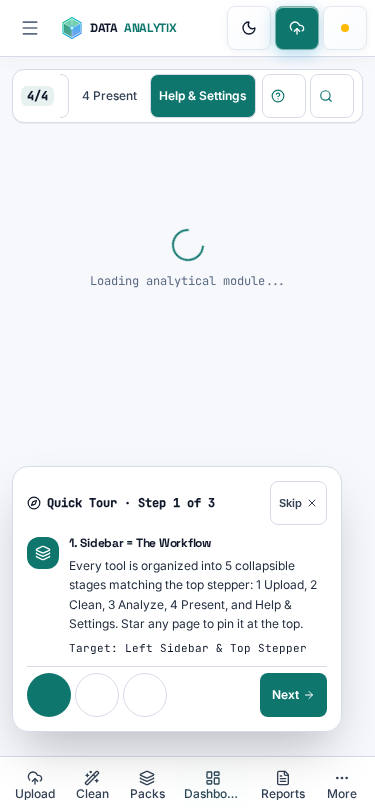 DATA ANALYTIX
4/4 4 Present Help & Settings
Loading analytical module...
Quick Tour · Step 1 of 3 Skip
1. Sidebar = The Workflow
Every tool is organized into 5 collapsible
stages matching the top stepper: 1 Upload, 2
Clean, 3 Analyze, 4 Present, and Help &
Settings. Star any page to pin it at the top.
Target: Left Sidebar & Top Stepper
Next →
Upload Clean Packs Dashbo... Reports More